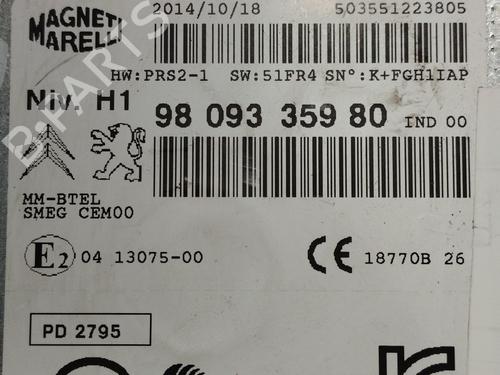 MAGNETI
MARELLI
2014/10/18
503551223805
HW:PRS2-1 SW:51FR4 SN°:K+FGH1IAP
Niv. H1
98 093 359 80 IND 00
MM-BTEL
SMEG CEM00
E2 04 13075-00
CE 18770B 26
PD 2795
B-PARTS